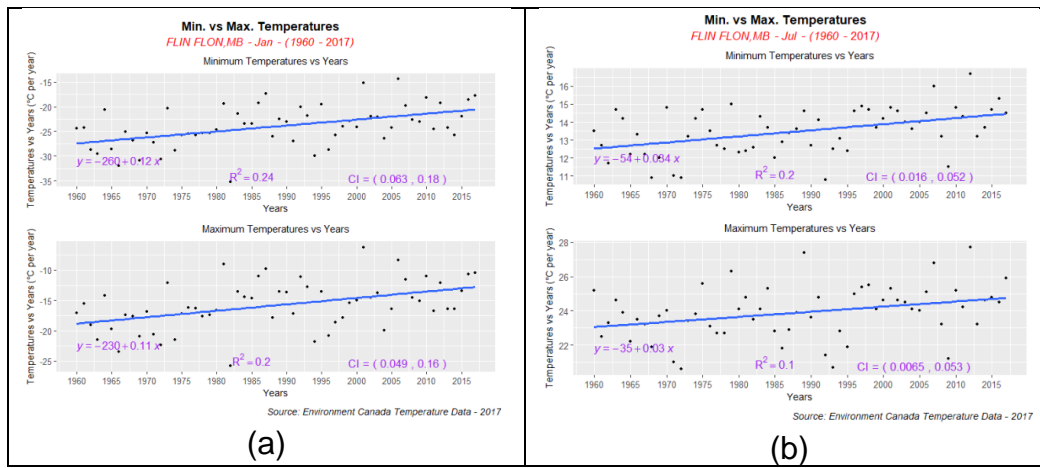 Min. vs Max. Temperatures
FLIN FLON,MB - Jan - (1960 - 2017)
Minimum Temperatures vs Years
Temperatures vs Years (°C per year)
-15
-20
-25
-30
-35
y = −260+0.12 x
R² = 0.24
CI = ( 0.063 , 0.18 )
1960 1965 1970 1975 1980 1985 1990 1995 2000 2005 2010 2015
Years
Maximum Temperatures vs Years
Temperatures vs Years (°C per year)
-10
-15
-20
-25
y = −230+0.11 x
R² = 0.2
CI = ( 0.049 , 0.16 )
1960 1965 1970 1975 1980 1985 1990 1995 2000 2005 2010 2015
Years
Source: Environment Canada Temperature Data - 2017
(a)
Min. vs Max. Temperatures
FLIN FLON,MB - Jul - (1960 - 2017)
Minimum Temperatures vs Years
Temperatures vs Years (°C per year)
16
15
14
13
12
11
y = −54+0.034 x
R² = 0.2
CI = ( 0.016 , 0.052 )
1960 1965 1970 1975 1980 1985 1990 1995 2000 2005 2010 2015
Years
Maximum Temperatures vs Years
Temperatures vs Years (°C per year)
28
26
24
22
y = −35+0.03 x
R² = 0.1
CI = ( 0.0065 , 0.053 )
1960 1965 1970 1975 1980 1985 1990 1995 2000 2005 2010 2015
Years
Source: Environment Canada Temperature Data - 2017
(b)